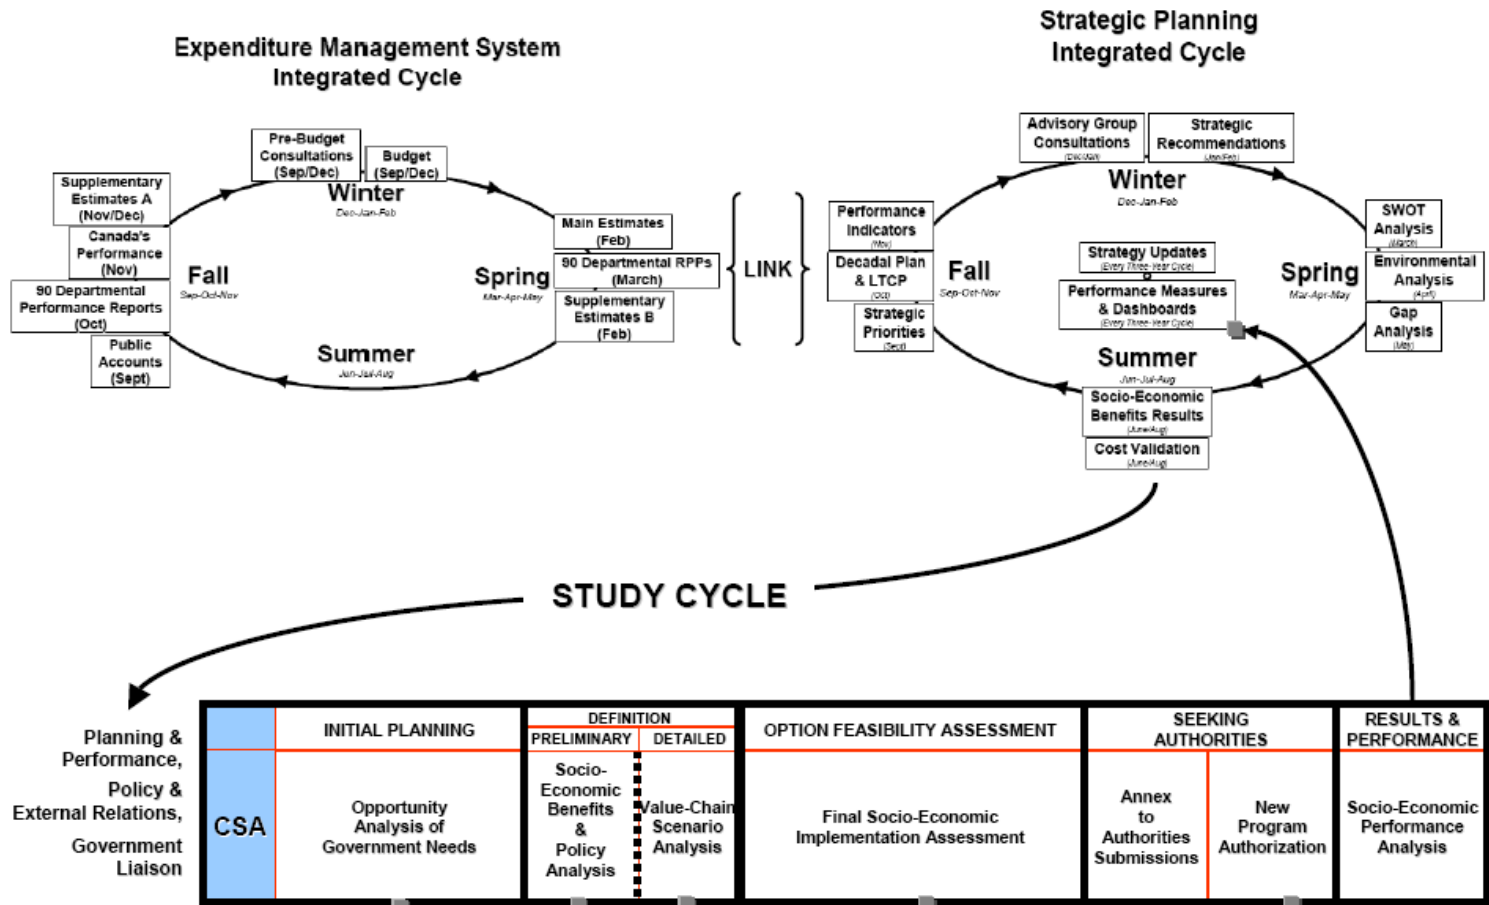 Expenditure Management System
Integrated Cycle
Strategic Planning
Integrated Cycle
Pre-Budget
Consultations
(Sep/Dec)
Budget
(Sep/Dec)
Winter
Dec-Jan-Feb
Supplementary
Estimates A
(Nov/Dec)
Canada's
Performance
(Nov)
90 Departmental
Performance Reports
(Oct)
Public
Accounts
(Sept)
Fall
Sep-Oct-Nov
Spring
Mar-Apr-May
Main Estimates
(Feb)
90 Departmental RPPs
(March)
Supplementary
Estimates B
(Feb)
Summer
Jun-Jul-Aug
LINK
Advisory Group
Consultations
(Dec/Jan)
Strategic
Recommendations
(Jan/Feb)
Winter
Dec-Jan-Feb
Performance
Indicators
(Nov)
Decadal Plan
& LTCP
(Oct)
Strategic
Priorities
(Sept)
Fall
Sep-Oct-Nov
Strategy Updates
(Every Three-Year Cycle)
Performance Measures
& Dashboards
(Every Three-Year Cycle)
Spring
Mar-Apr-May
SWOT
Analysis
(March)
Environmental
Analysis
(April)
Gap
Analysis
(May)
Summer
Jun-Jul-Aug
Socio-Economic
Benefits Results
(June/Aug)
Cost Validation
(June/Aug)
STUDY CYCLE
Planning &
Performance,
Policy &
External Relations,
Government
Liaison
CSA
INITIAL PLANNING
Opportunity
Analysis of
Government Needs
DEFINITION
PRELIMINARY
DETAILED
Socio-
Economic
Benefits
&
Policy
Analysis
Value-Chain
Scenario
Analysis
OPTION FEASIBILITY ASSESSMENT
Final Socio-Economic
Implementation Assessment
SEEKING
AUTHORITIES
Annex
to
Authorities
Submissions
New
Program
Authorization
RESULTS &
PERFORMANCE
Socio-Economic
Performance
Analysis